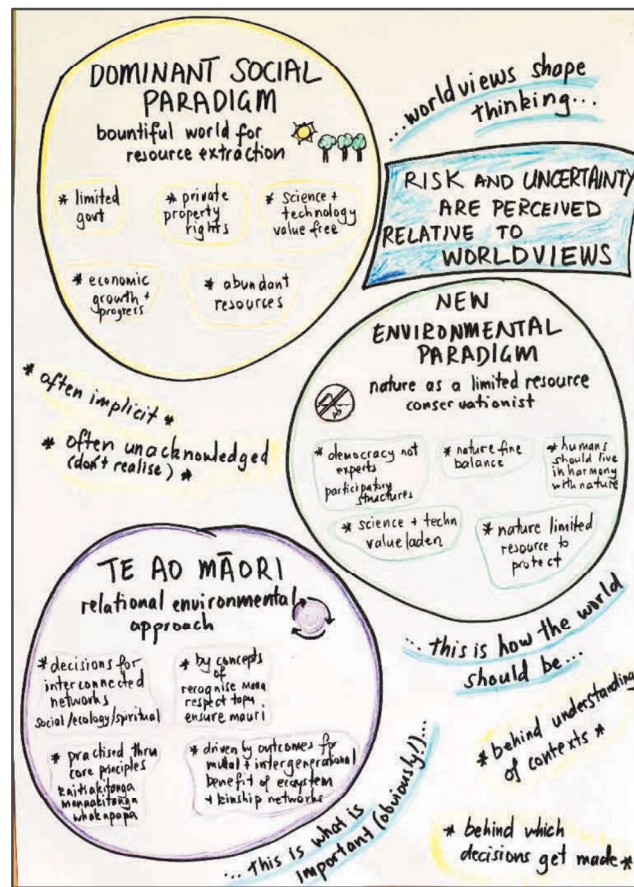 DOMINANT SOCIAL
PARADIGM
bountiful world for
resource extraction
* limited
govt
* private
property
rights
* science +
technology
value free
* economic
growth +
progress
* abundant
resources
...worldviews shape
thinking...
RISK AND UNCERTAINTY
ARE PERCEIVED
RELATIVE TO
WORLDVIEWS
NEW
ENVIRONMENTAL
PARADIGM
nature as a limited resource
conservationist
* democracy not
experts
participatory
structures
* nature fine
balance
* humans
should live
in harmony
with nature
* science + techn
value laden
* nature limited
resource to
protect
* often implicit *
* often unacknowledged
(don't realise) *
TE AO MĀORI
relational environmental
approach
* decisions for
interconnected
networks
social/ecology/spiritual
* by concepts of
recognise mana
respect tapu
ensure mauri
* practised thru
core principles
kaitiakitanga
manaakitanga
whakapapa
* driven by outcomes for
mutal + intergenerational
benefit of ecosystem
+ kinship networks
...this is how the world
should be...
* behind understanding
of contexts *
...this is what is
important (obviously!)...
* behind which
decisions get made *